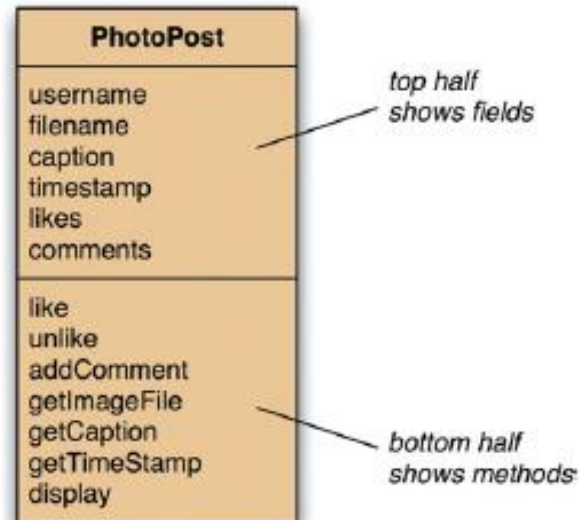 PhotoPost
username
filename
caption
timestamp
likes
comments
top half
shows fields
like
unlike
addComment
getImageFile
getCaption
getTimeStamp
display
bottom half
shows methods